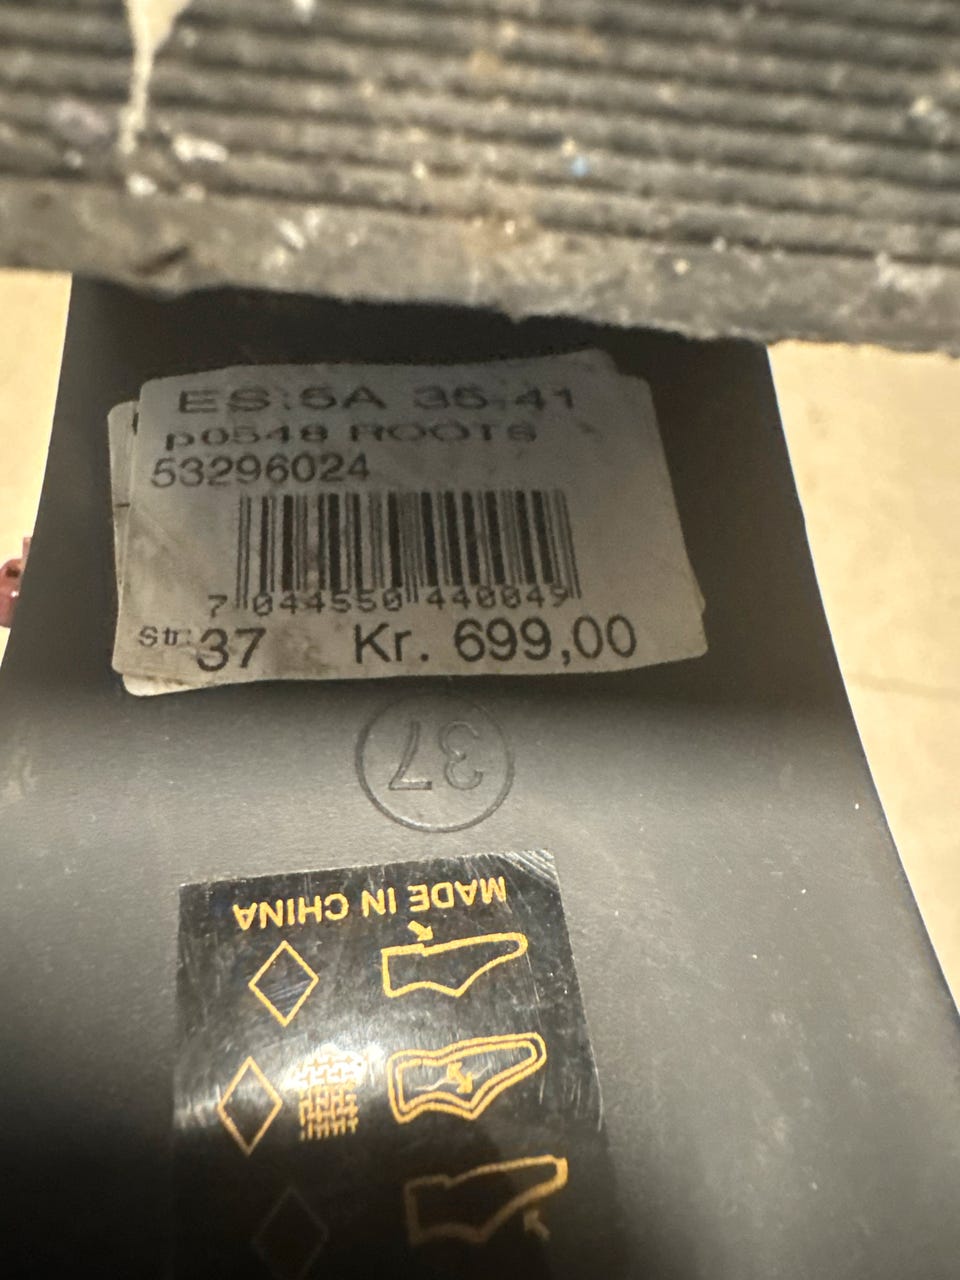 ES:5A 35-41
p0548 ROOTS
53296024
7 044550 440049
Str: 37 Kr. 699,00
37
MADE IN CHINA